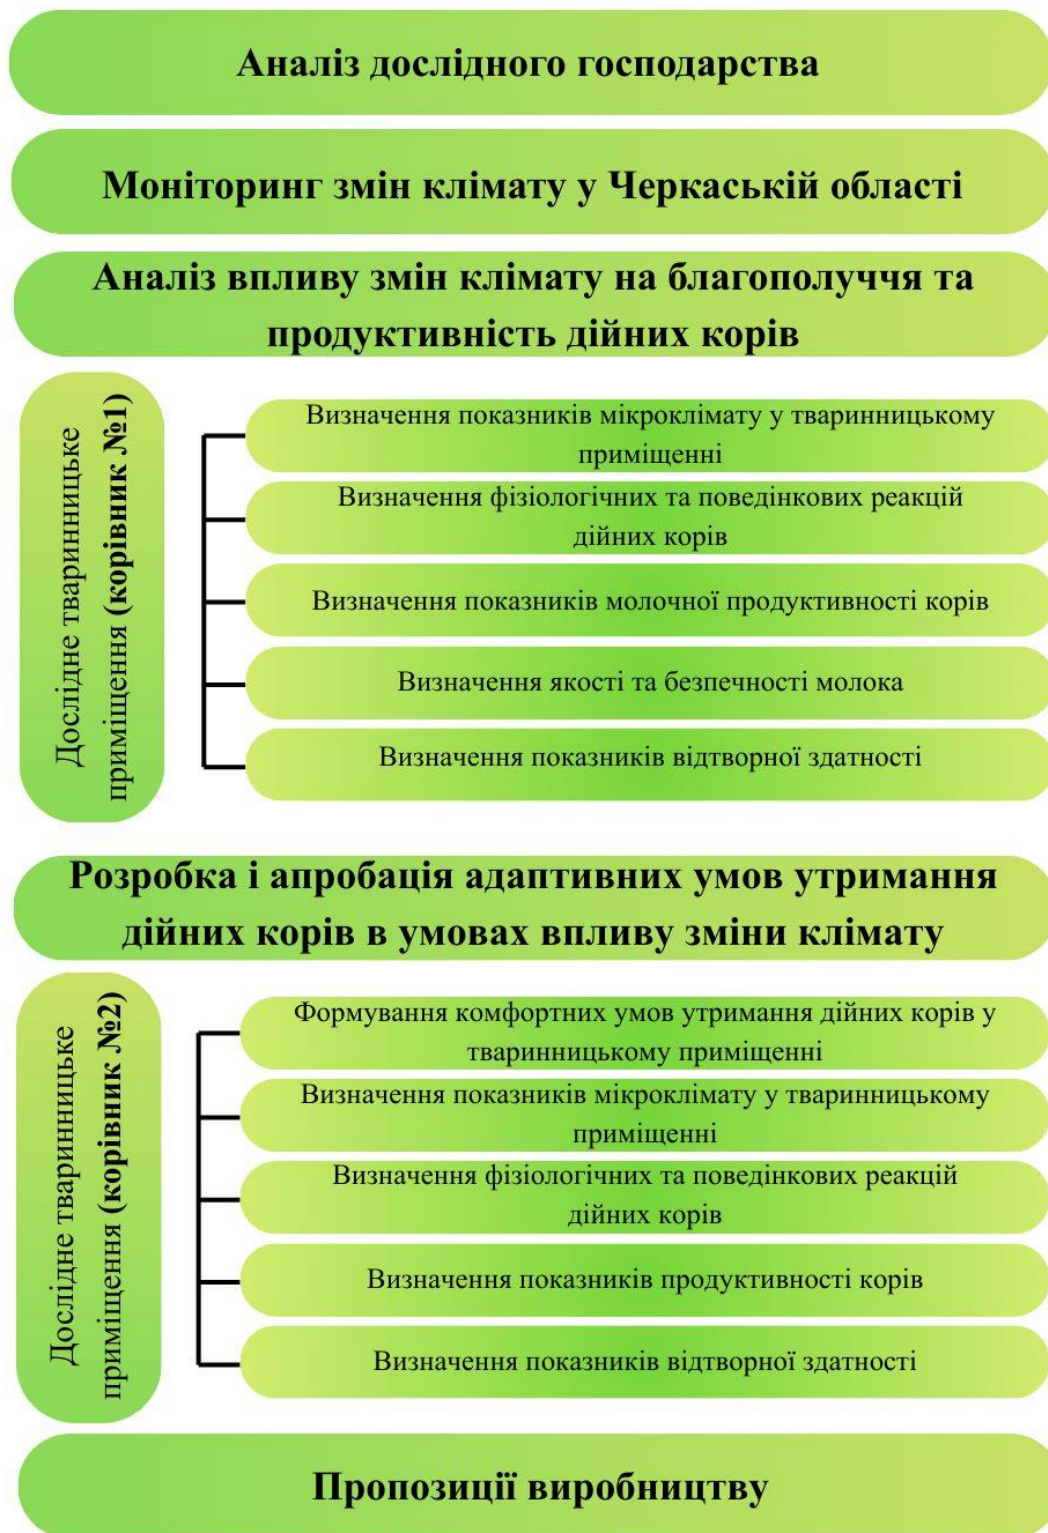 Аналіз дослідного господарства
Моніторинг змін клімату у Черкаській області
Аналіз впливу змін клімату на благополуччя та
продуктивність дійних корів
Дослідне тваринницьке
приміщення (корівник №1)
Визначення показників мікроклімату у тваринницькому
приміщенні
Визначення фізіологічних та поведінкових реакцій
дійних корів
Визначення показників молочної продуктивності корів
Визначення якості та безпечності молока
Визначення показників відтворної здатності
Розробка і апробація адаптивних умов утримання
дійних корів в умовах впливу зміни клімату
Дослідне тваринницьке
приміщення (корівник №2)
Формування комфортних умов утримання дійних корів у
тваринницькому приміщенні
Визначення показників мікроклімату у тваринницькому
приміщенні
Визначення фізіологічних та поведінкових реакцій
дійних корів
Визначення показників продуктивності корів
Визначення показників відтворної здатності
Пропозиції виробництву